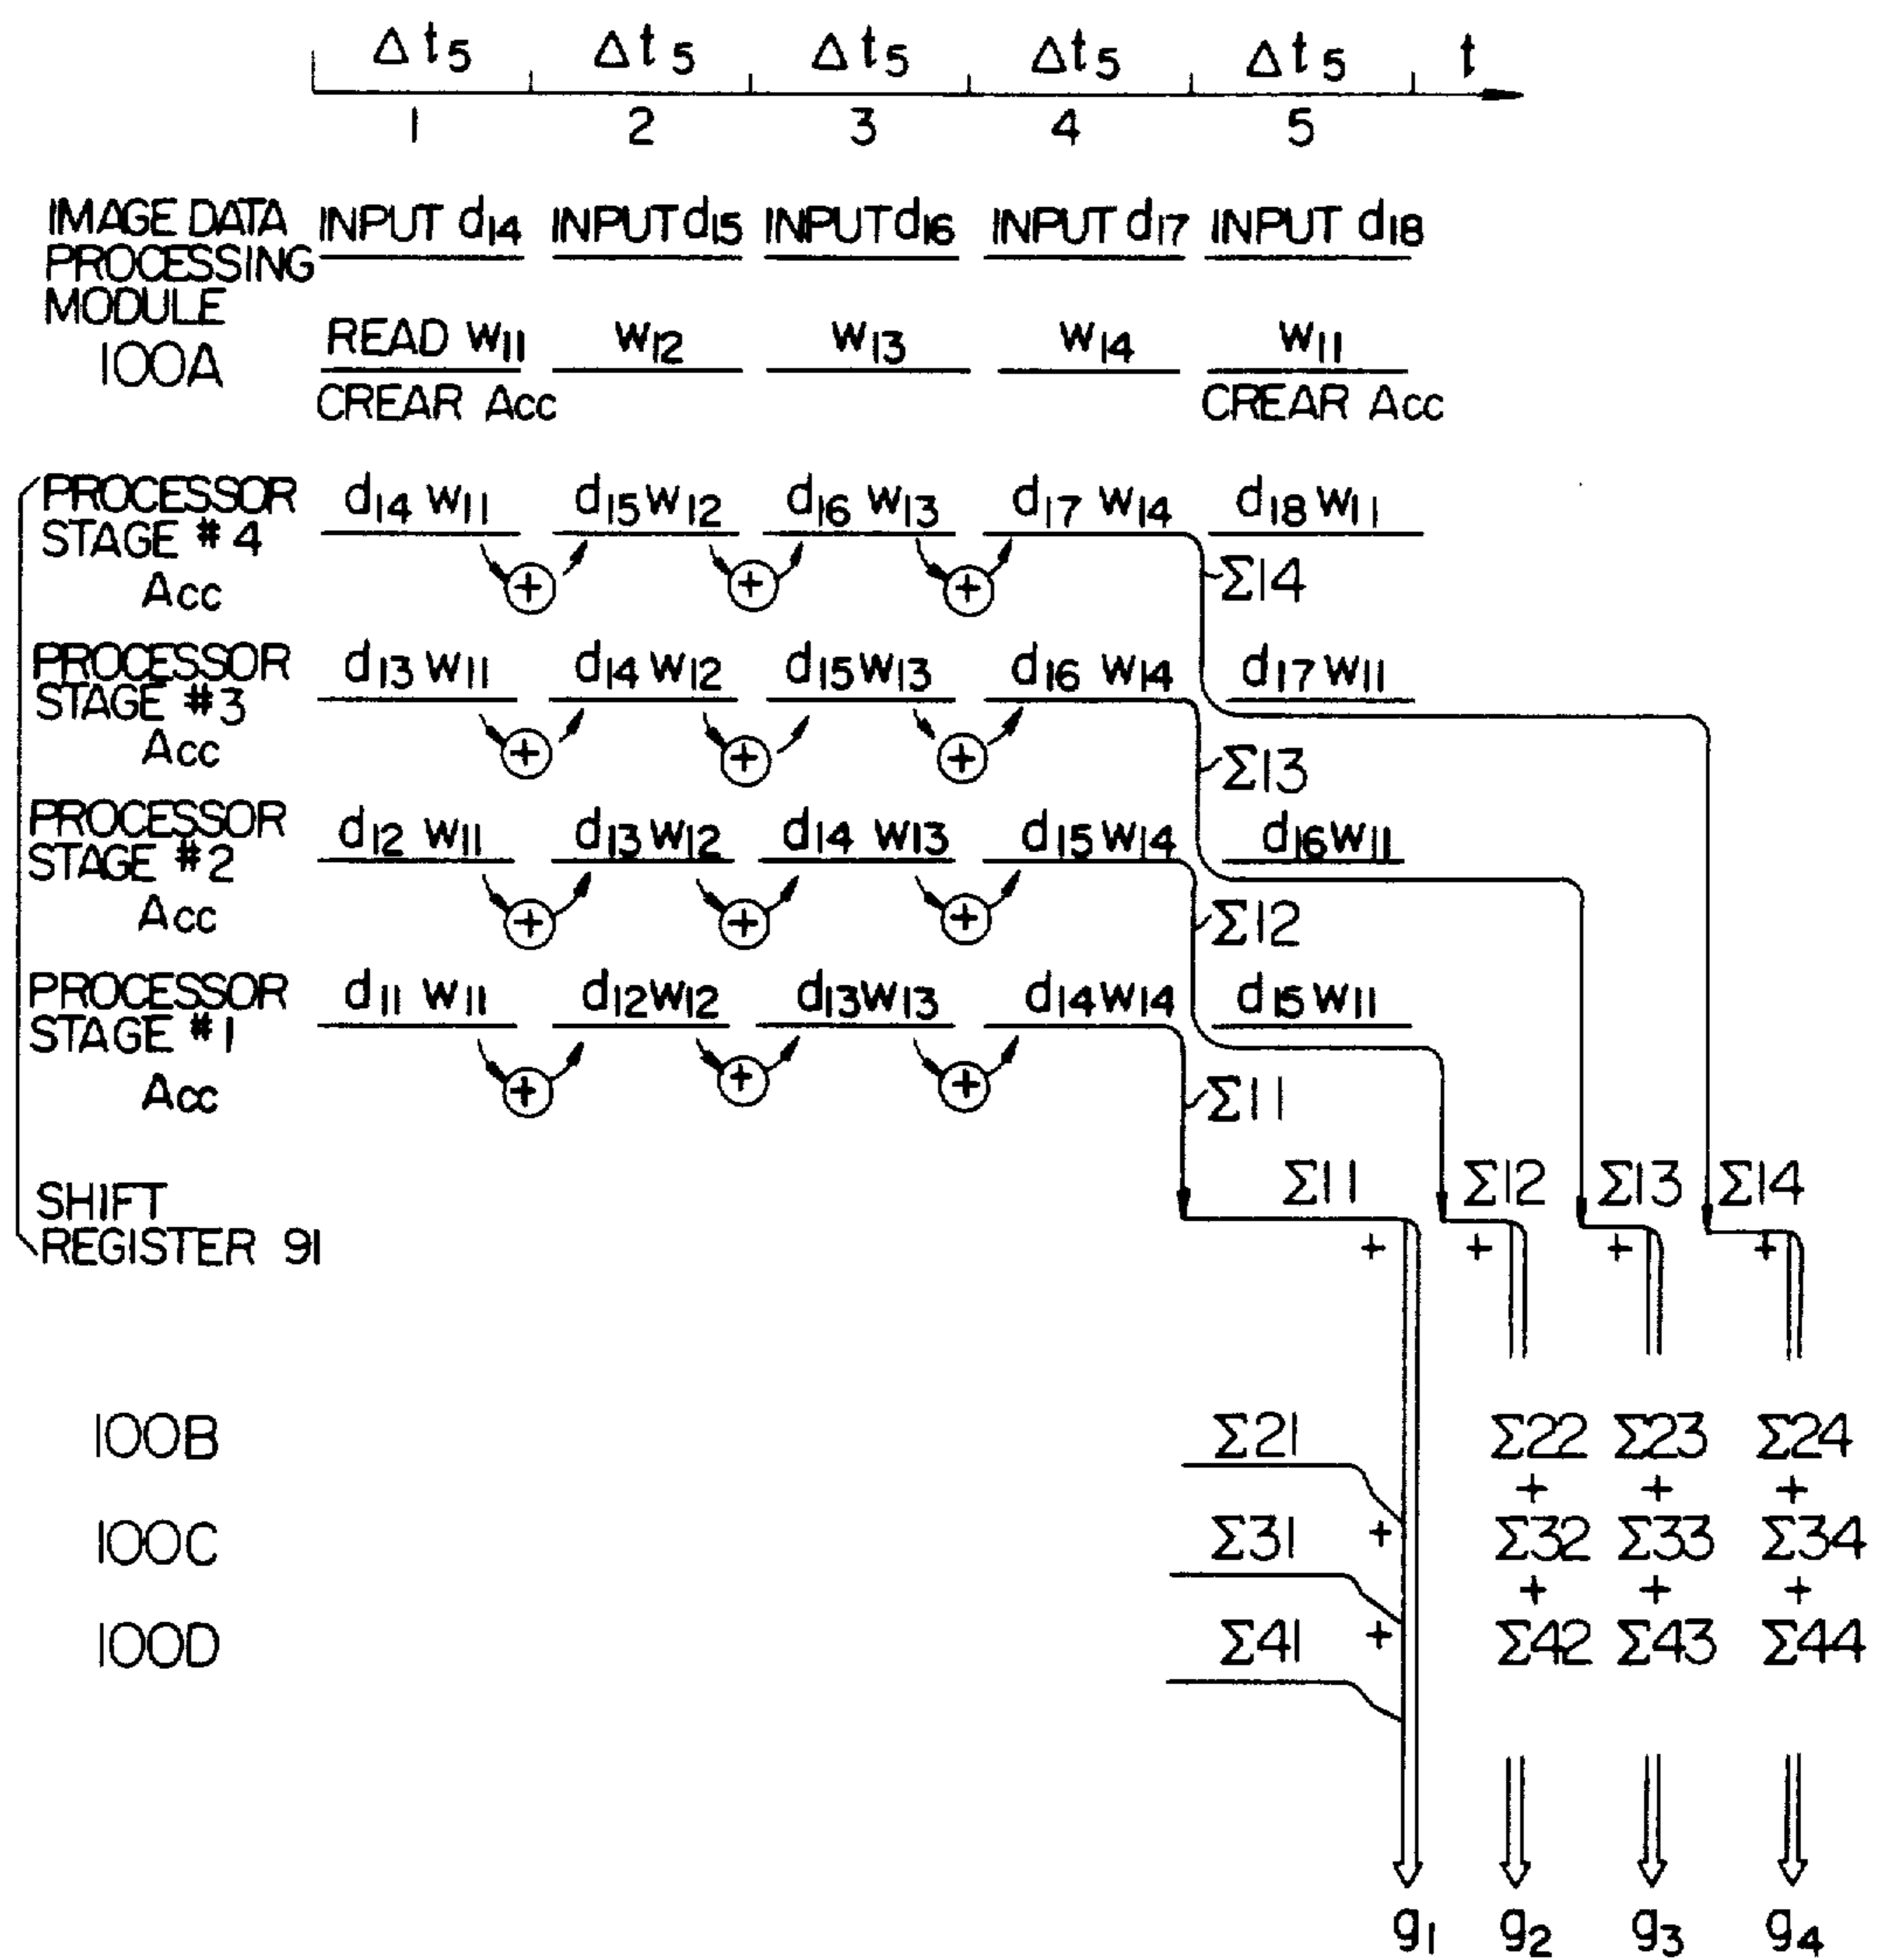 Δt5 Δt5 Δt5 Δt5 Δt5 t
1 2 3 4 5
IMAGE DATA PROCESSING MODULE 100A
INPUT d14 INPUT d15 INPUT d16 INPUT d17 INPUT d18
READ w11 w12 w13 w14 w11
CREAR Acc CREAR Acc
PROCESSOR STAGE #4 Acc
d14 w11 d15 w12 d16 w13 d17 w14 d18 w11
+ + + Σ14
PROCESSOR STAGE #3 Acc
d13 w11 d14 w12 d15 w13 d16 w14 d17 w11
+ + + Σ13
PROCESSOR STAGE #2 Acc
d12 w11 d13 w12 d14 w13 d15 w14 d16 w11
+ + + Σ12
PROCESSOR STAGE #1 Acc
d11 w11 d12 w12 d13 w13 d14 w14 d15 w11
+ + + Σ11
SHIFT REGISTER 91
Σ11 Σ12 Σ13 Σ14
+ + + +
100B Σ21 Σ22 Σ23 Σ24
+ + +
100C Σ31 + Σ32 Σ33 Σ34
+ + +
100D Σ41 + Σ42 Σ43 Σ44
g1 g2 g3 g4